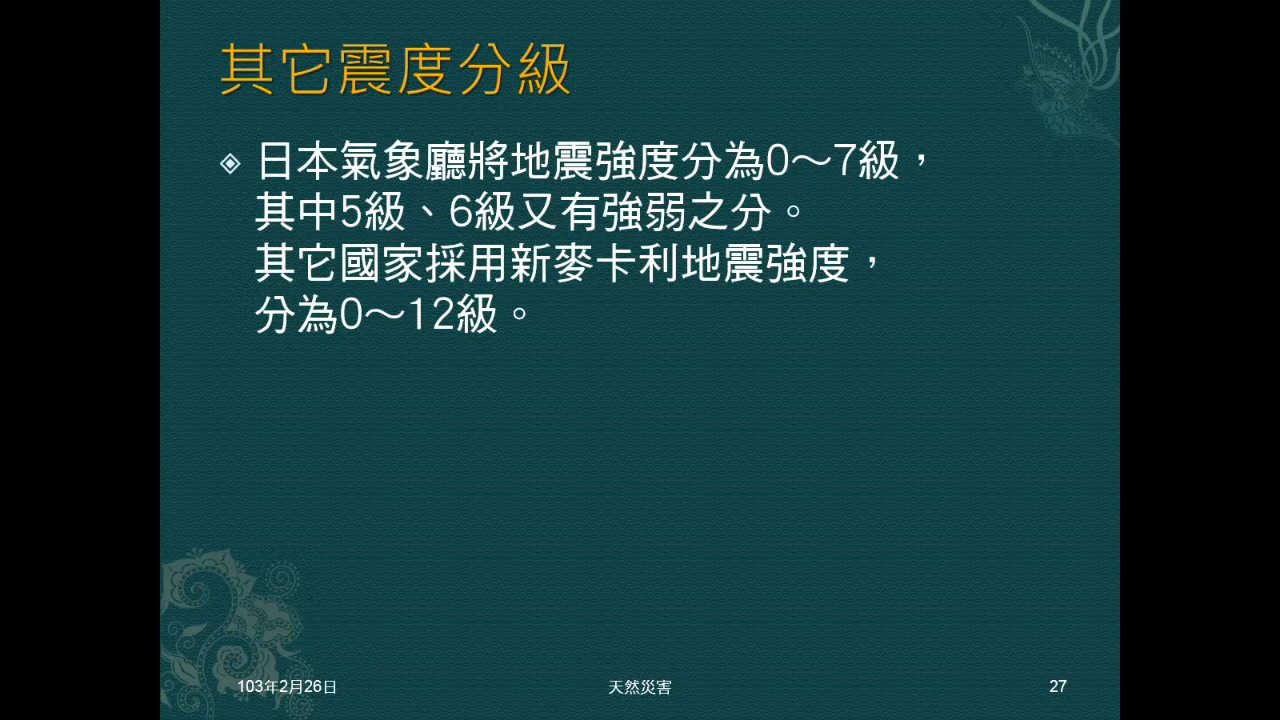 其它震度分級
日本氣象廳將地震強度分為0～7級，
其中5級、6級又有強弱之分。
其它國家採用新麥卡利地震強度，
分為0～12級。
103年2月26日
天然災害
27